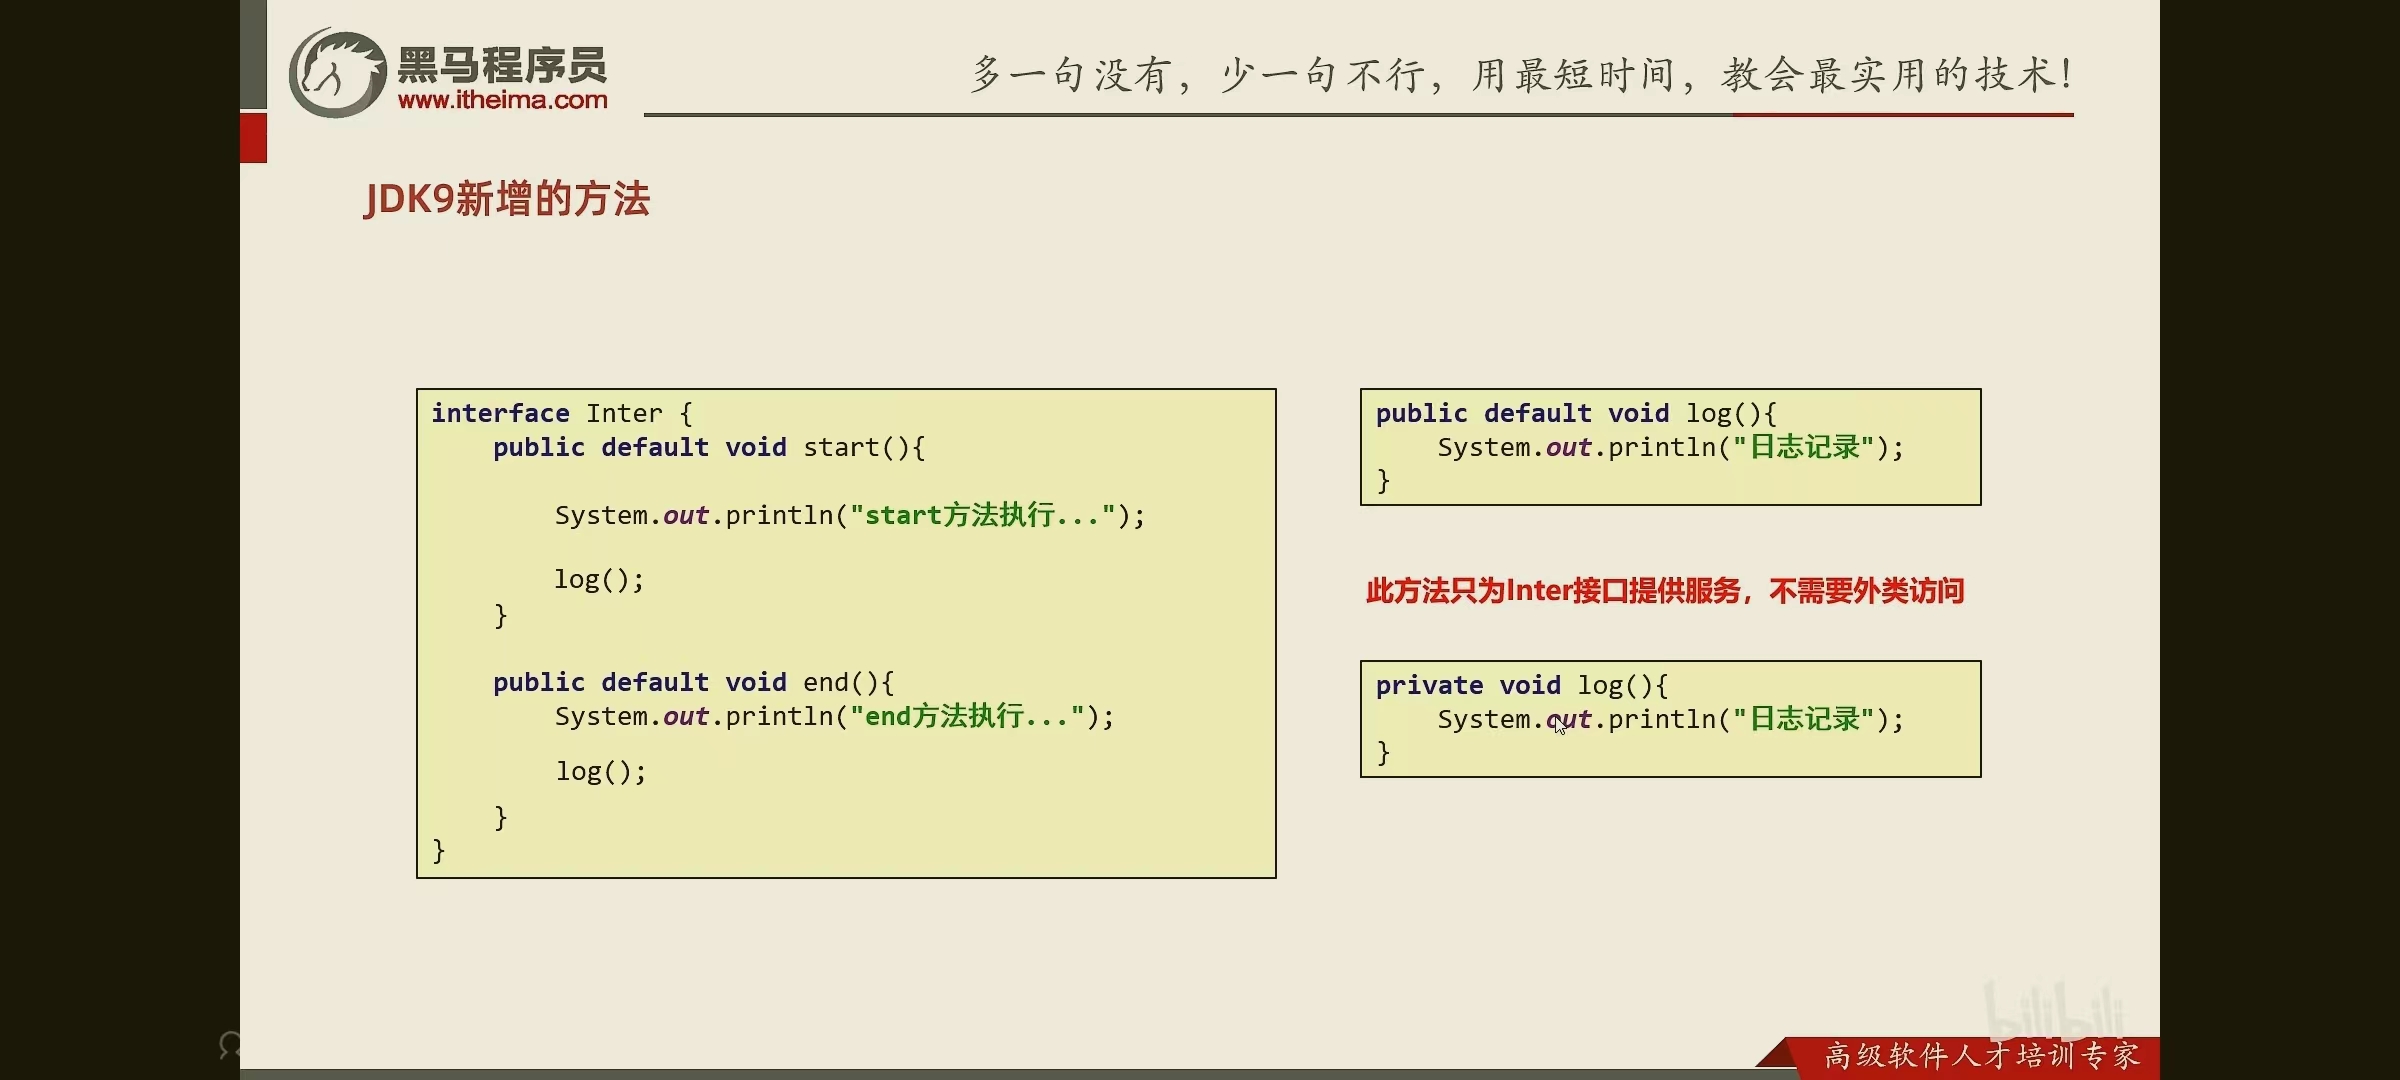 黑马程序员
www.itheima.com
多一句没有，少一句不行，用最短时间，教会最实用的技术！
JDK9新增的方法
interface Inter {
    public default void start(){
        System.out.println("start方法执行...");
        log();
    }
    public default void end(){
        System.out.println("end方法执行...");
        log();
    }
}
public default void log(){
    System.out.println("日志记录");
}
此方法只为Inter接口提供服务，不需要外类访问
private void log(){
    System.out.println("日志记录");
}
bilibili
高级软件人才培训专家